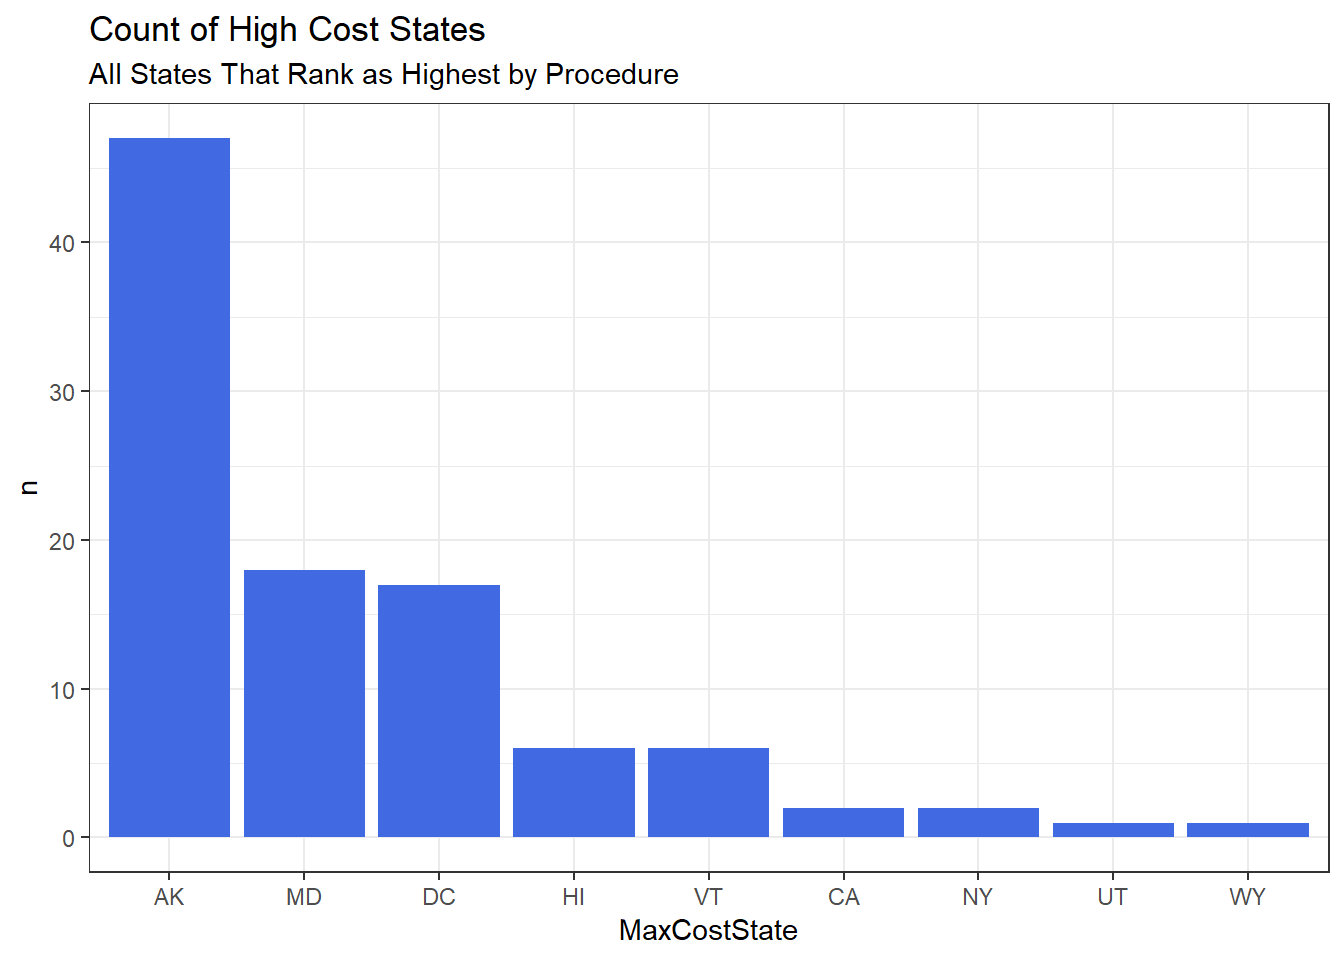 Count of High Cost States
All States That Rank as Highest by Procedure
40
30
20
10
0
n
AK MD DC HI VT CA NY UT WY
MaxCostState